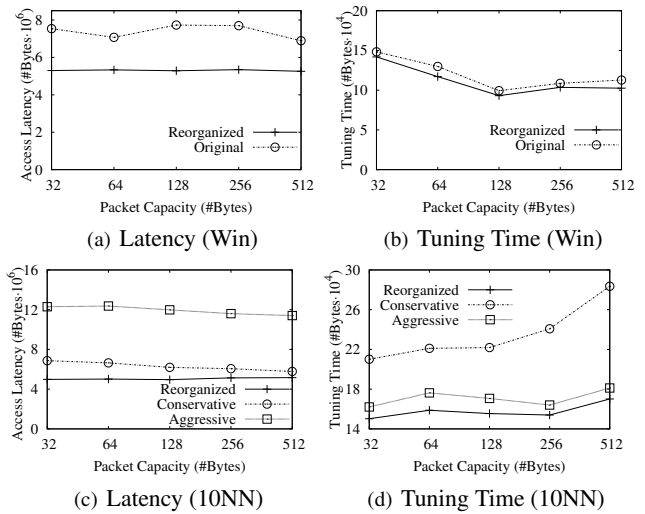 Access Latency (#Bytes·10^6)
8
6
4
2
0
Reorganized
Original
32 64 128 256 512
Packet Capacity (#Bytes)
(a) Latency (Win)
Tuning Time (#Bytes·10^4)
20
15
10
5
0
Reorganized
Original
32 64 128 256 512
Packet Capacity (#Bytes)
(b) Tuning Time (Win)
Access Latency (#Bytes·10^6)
16
12
8
4
0
Reorganized
Conservative
Aggressive
32 64 128 256 512
Packet Capacity (#Bytes)
(c) Latency (10NN)
Tuning Time (#Bytes·10^4)
30
26
22
18
14
Reorganized
Conservative
Aggressive
32 64 128 256 512
Packet Capacity (#Bytes)
(d) Tuning Time (10NN)